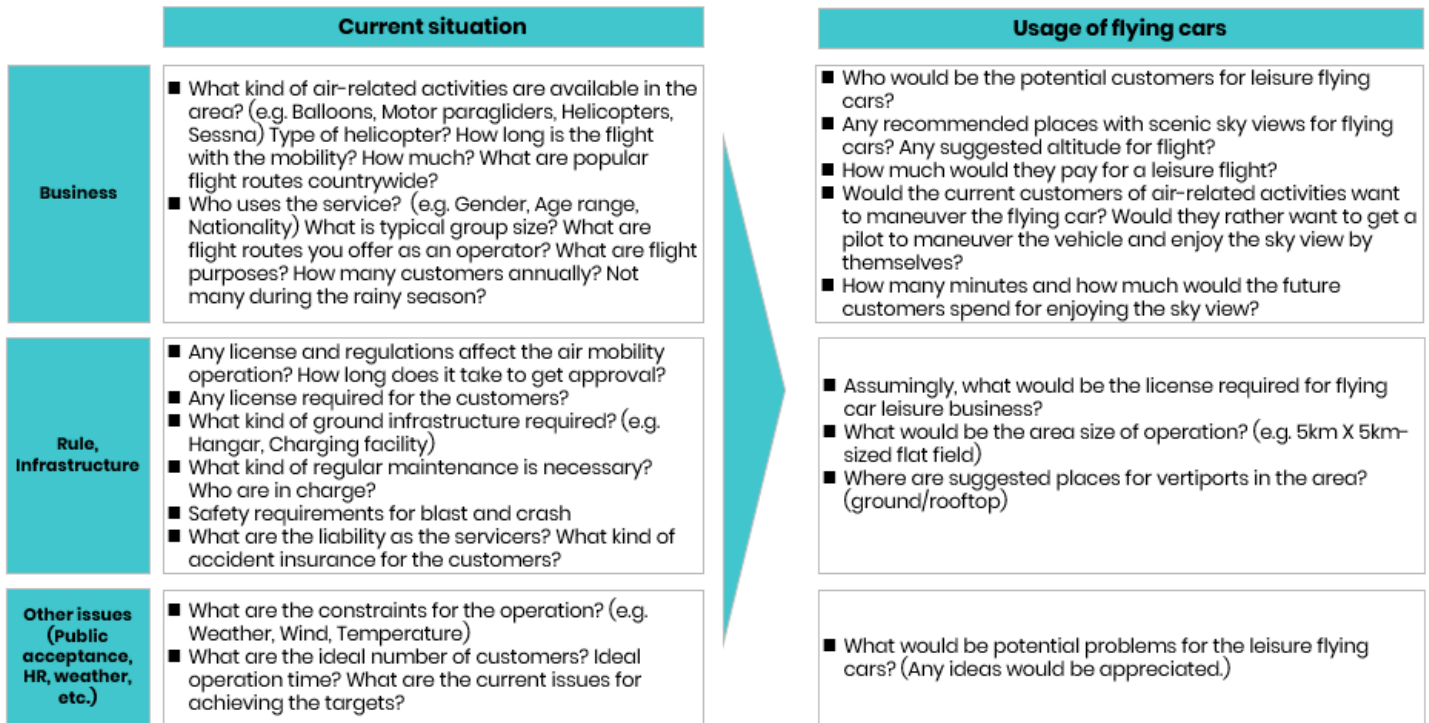 Current situation
Usage of flying cars
Business
■ What kind of air-related activities are available in the
area? (e.g. Balloons, Motor paragliders, Helicopters,
Sessna) Type of helicopter? How long is the flight
with the mobility? How much? What are popular
flight routes countrywide?
■ Who uses the service? (e.g. Gender, Age range,
Nationality) What is typical group size? What are
flight routes you offer as an operator? What are flight
purposes? How many customers annually? Not
many during the rainy season?
■ Who would be the potential customers for leisure flying
cars?
■ Any recommended places with scenic sky views for flying
cars? Any suggested altitude for flight?
■ How much would they pay for a leisure flight?
■ Would the current customers of air-related activities want
to maneuver the flying car? Would they rather want to get a
pilot to maneuver the vehicle and enjoy the sky view by
themselves?
■ How many minutes and how much would the future
customers spend for enjoying the sky view?
Rule,
Infrastructure
■ Any license and regulations affect the air mobility
operation? How long does it take to get approval?
■ Any license required for the customers?
■ What kind of ground infrastructure required? (e.g.
Hangar, Charging facility)
■ What kind of regular maintenance is necessary?
Who are in charge?
■ Safety requirements for blast and crash
■ What are the liability as the servicers? What kind of
accident insurance for the customers?
■ Assumingly, what would be the license required for flying
car leisure business?
■ What would be the area size of operation? (e.g. 5km X 5km-
sized flat field)
■ Where are suggested places for vertiports in the area?
(ground/rooftop)
Other issues
(Public
acceptance,
HR, weather,
etc.)
■ What are the constraints for the operation? (e.g.
Weather, Wind, Temperature)
■ What are the ideal number of customers? Ideal
operation time? What are the current issues for
achieving the targets?
■ What would be potential problems for the leisure flying
cars? (Any ideas would be appreciated.)